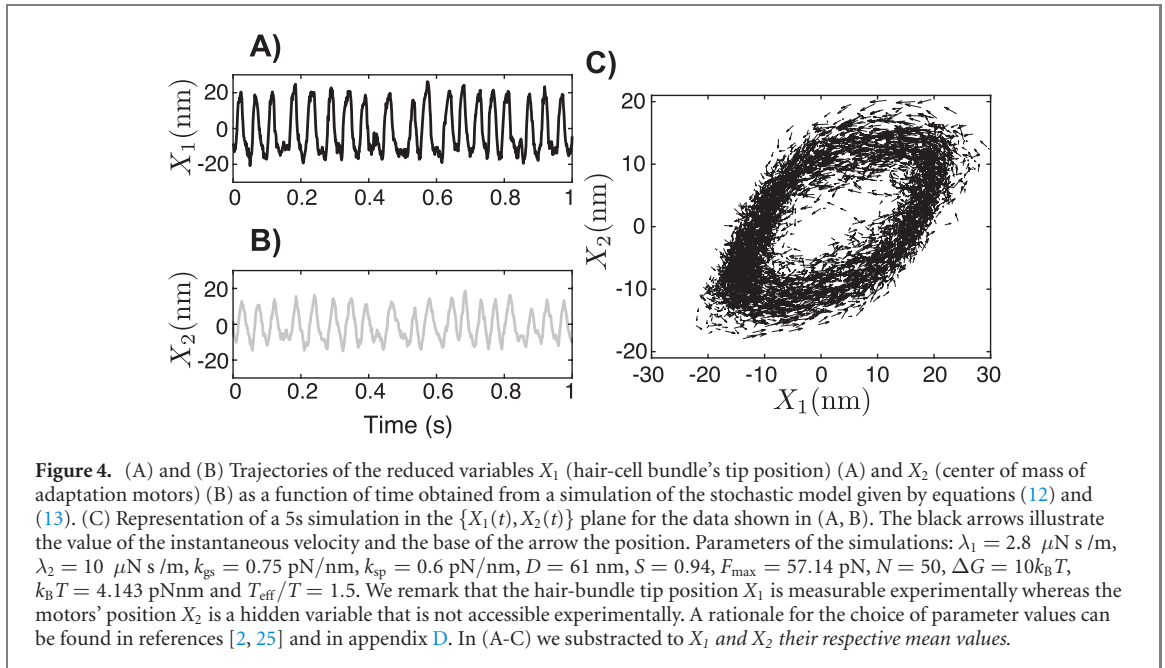 A)
X₁(nm)
20
0
-20
0 0.2 0.4 0.6 0.8 1
B)
X₂(nm)
20
0
-20
0 0.2 0.4 0.6 0.8 1
Time (s)
C)
X₂(nm)
20
10
0
-10
-20
-30 -20 -10 0 10 20 30
X₁(nm)
Figure 4. (A) and (B) Trajectories of the reduced variables X₁ (hair-cell bundle's tip position) (A) and X₂ (center of mass of
adaptation motors) (B) as a function of time obtained from a simulation of the stochastic model given by equations (12) and
(13). (C) Representation of a 5s simulation in the {X₁(t), X₂(t)} plane for the data shown in (A, B). The black arrows illustrate
the value of the instantaneous velocity and the base of the arrow the position. Parameters of the simulations: λ₁ = 2.8 μN s /m,
λ₂ = 10 μN s /m, k_gs = 0.75 pN/nm, k_sp = 0.6 pN/nm, D = 61 nm, S = 0.94, F_max = 57.14 pN, N = 50, ΔG = 10k_BT,
k_BT = 4.143 pNnm and T_eff/T = 1.5. We remark that the hair-bundle tip position X₁ is measurable experimentally whereas the
motors' position X₂ is a hidden variable that is not accessible experimentally. A rationale for the choice of parameter values can
be found in references [2, 25] and in appendix D. In (A-C) we substracted to X₁ and X₂ their respective mean values.